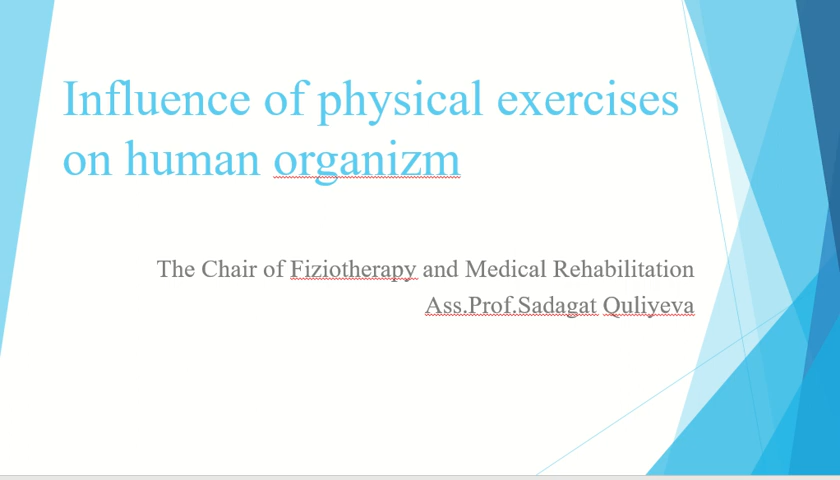 Influence of physical exercises
on human organizm
The Chair of Fiziotherapy and Medical Rehabilitation
Ass.Prof.Sadagat Quliyeva